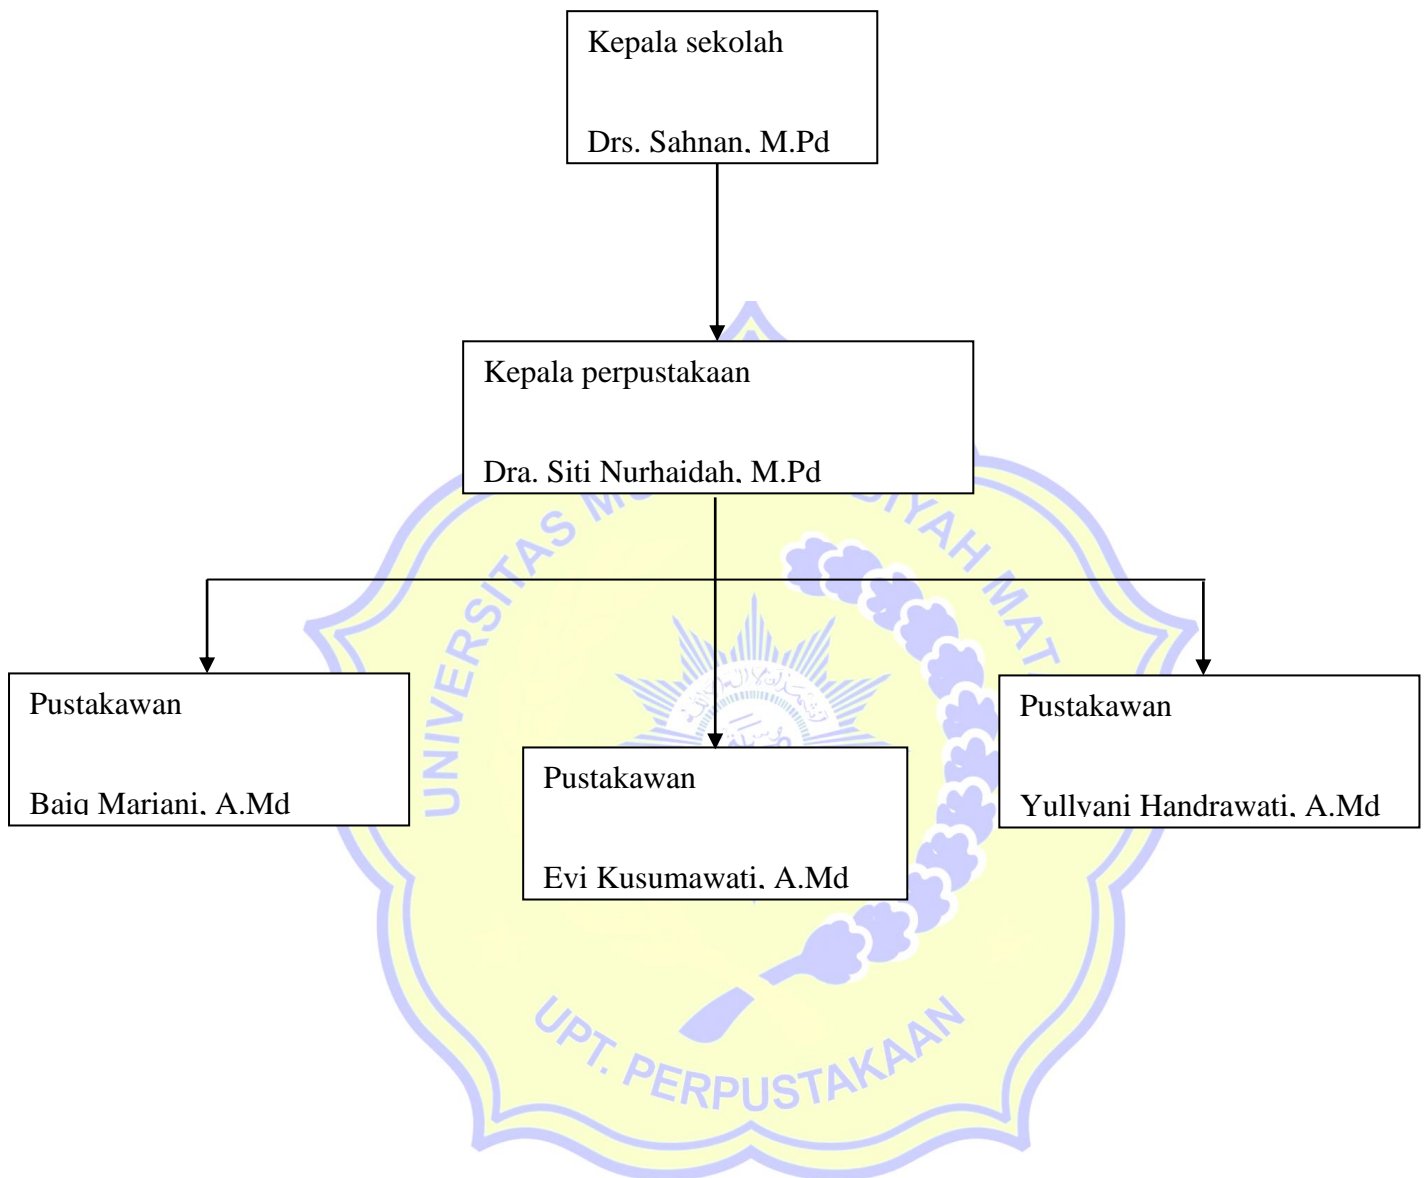 Kepala sekolah
Drs. Sahnan, M.Pd
Kepala perpustakaan
Dra. Siti Nurhaidah, M.Pd
Pustakawan
Baiq Mariani, A.Md
Pustakawan
Evi Kusumawati, A.Md
Pustakawan
Yullyani Handrawati, A.Md
UNIVERSITAS
UPT. PERPUSTAKAAN